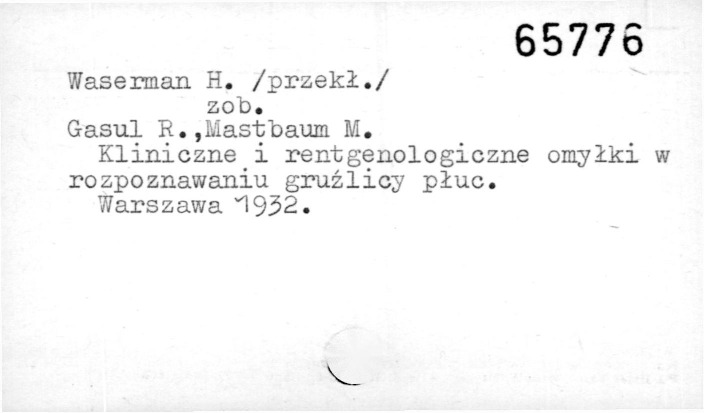 65776
Waserman H. /przekł./
zob.
Gasul R.,Mastbaum M.
Kliniczne i rentgenologiczne omyłki w
rozpoznawaniu gruźlicy płuc.
Warszawa 1932.